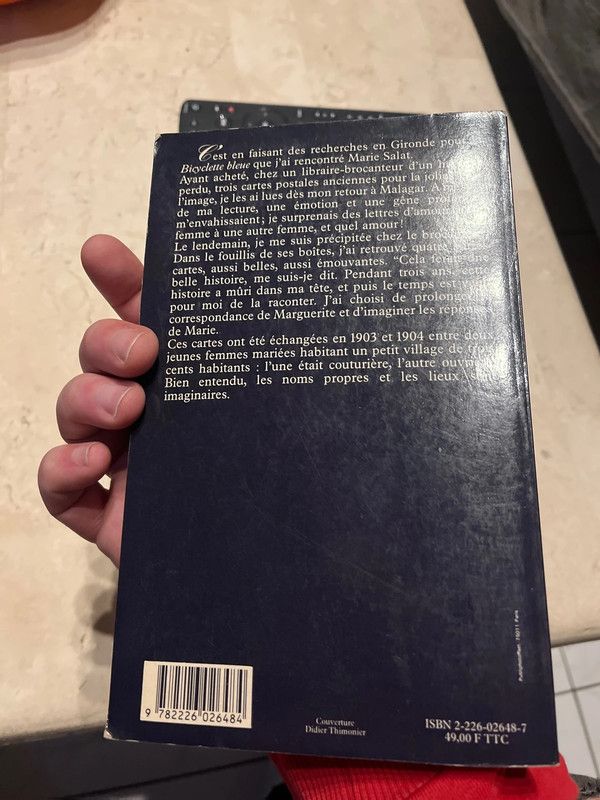 C'est en faisant des recherches en Gironde pour
Bicyclette bleue que j'ai rencontré Marie Salat.
Ayant acheté, chez un libraire-brocanteur d'un
perdu, trois cartes postales anciennes pour la
l'image, je les ai lues dès mon retour à Malagar. A
de ma lecture, une émotion et une gêne
m'envahissaient; je surprenais des lettres d'amour
femme à une autre femme, et quel amour!
Le lendemain, je me suis précipitée chez le
Dans le fouillis de ses boîtes, j'ai retrouvé quatre
cartes, aussi belles, aussi émouvantes. "Cela ferait une
belle histoire, me suis-je dit. Pendant trois ans, cette
histoire a mûri dans ma tête, et puis le temps est
pour moi de la raconter. J'ai choisi de prolonger
correspondance de Marguerite et d'imaginer les réponses
de Marie.
Ces cartes ont été échangées en 1903 et 1904 entre deux
jeunes femmes mariées habitant un petit village de trois
cents habitants : l'une était couturière, l'autre
Bien entendu, les noms propres et les lieux sont
imaginaires.
9 782226 026484
Couverture
Didier Thimonier
ISBN 2-226-02648-7
49,00 F TTC